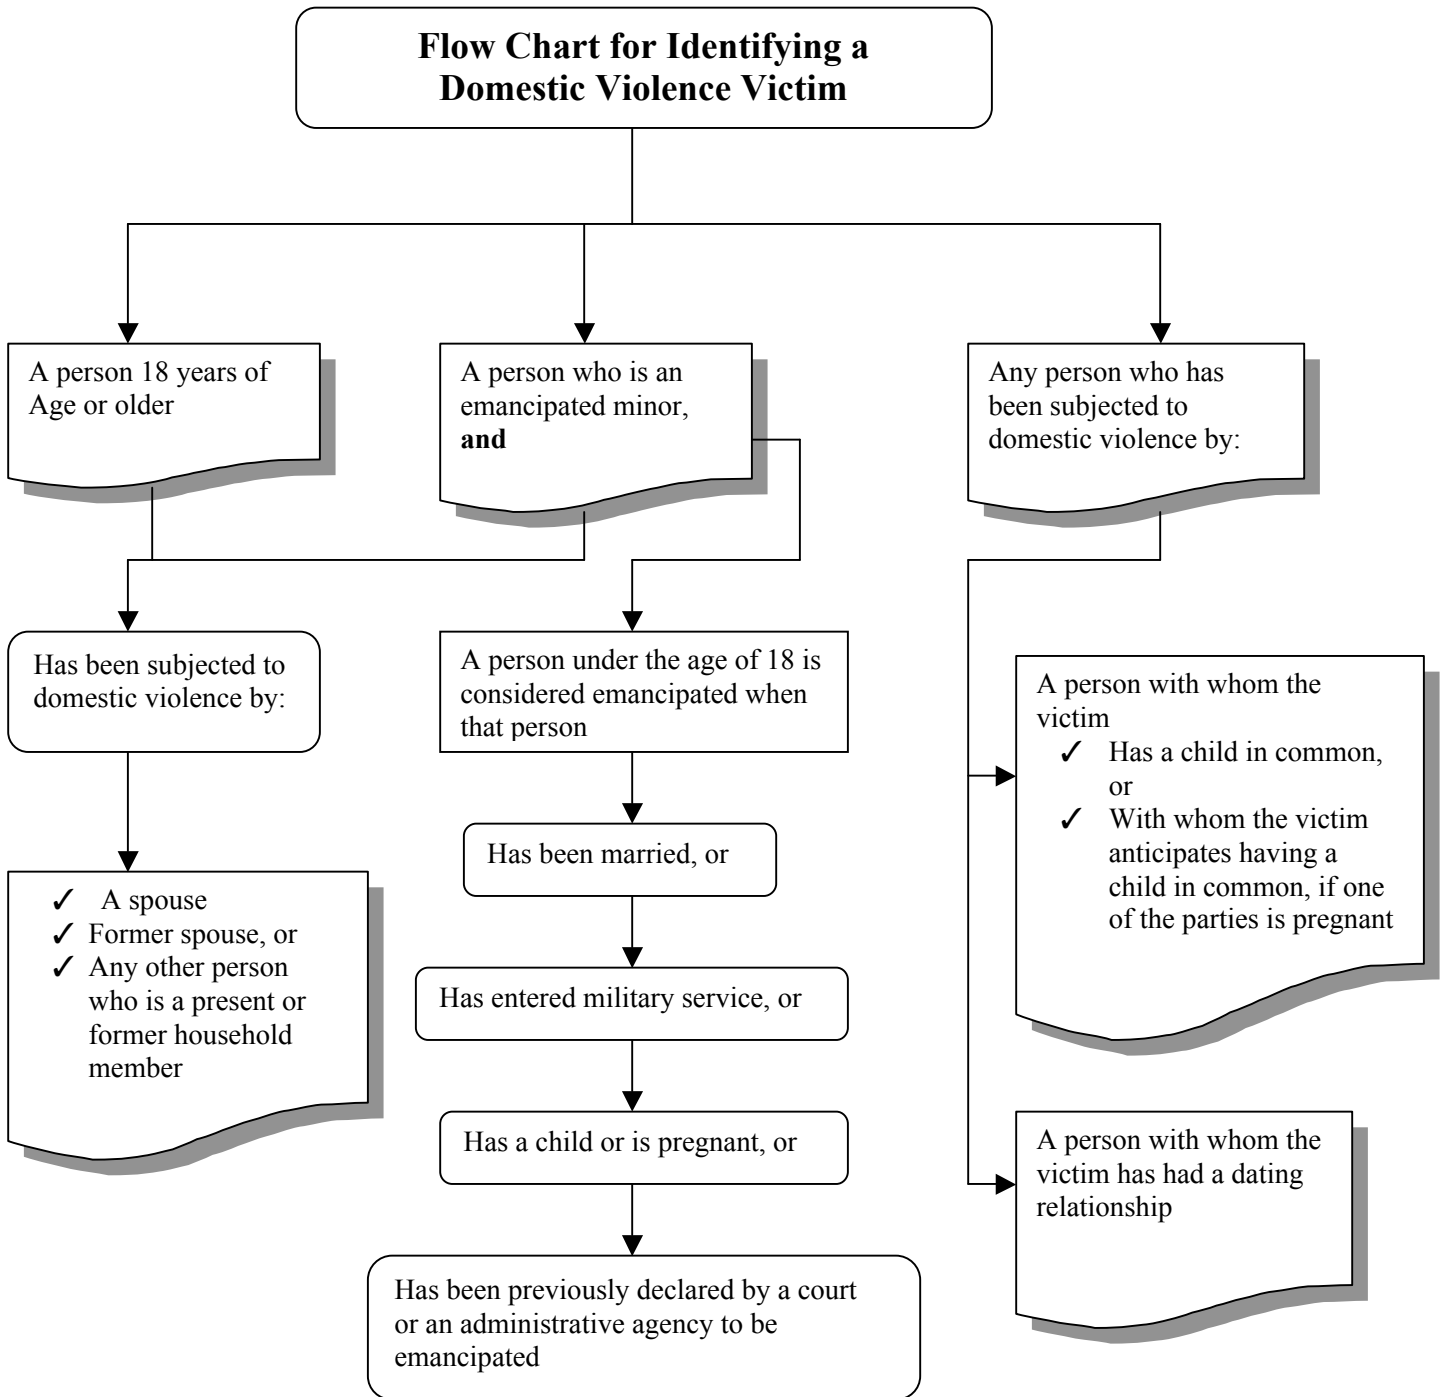 Flow Chart for Identifying a
Domestic Violence Victim
A person 18 years of
Age or older
A person who is an
emancipated minor,
and
Any person who has
been subjected to
domestic violence by:
Has been subjected to
domestic violence by:
A person under the age of 18 is
considered emancipated when
that person
A person with whom the
victim
✓ Has a child in common,
or
✓ With whom the victim
anticipates having a
child in common, if one
of the parties is pregnant
Has been married, or
✓ A spouse
✓ Former spouse, or
✓ Any other person
who is a present or
former household
member
Has entered military service, or
Has a child or is pregnant, or
A person with whom the
victim has had a dating
relationship
Has been previously declared by a court
or an administrative agency to be
emancipated